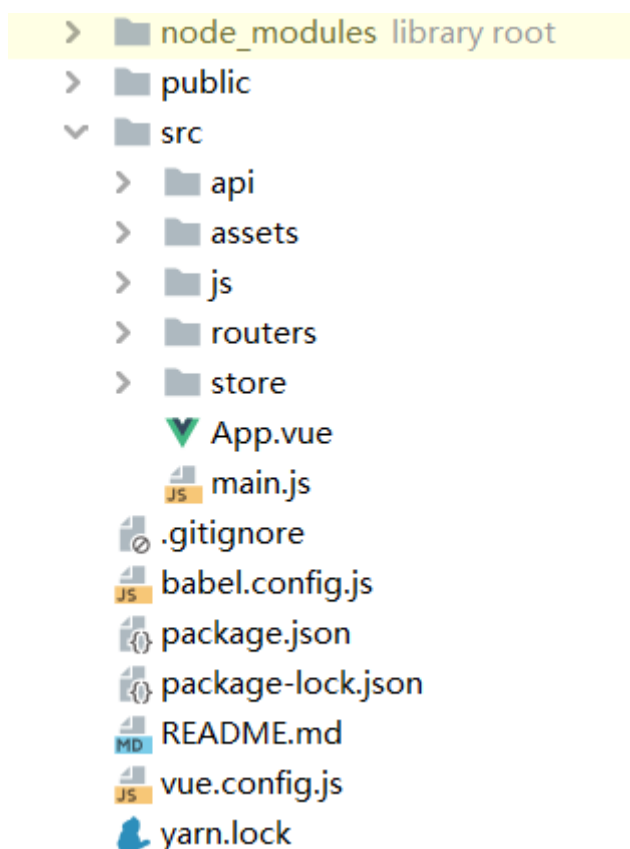 node_modules library root
public
src
api
assets
js
routers
store
App.vue
main.js
.gitignore
babel.config.js
package.json
package-lock.json
README.md
vue.config.js
yarn.lock